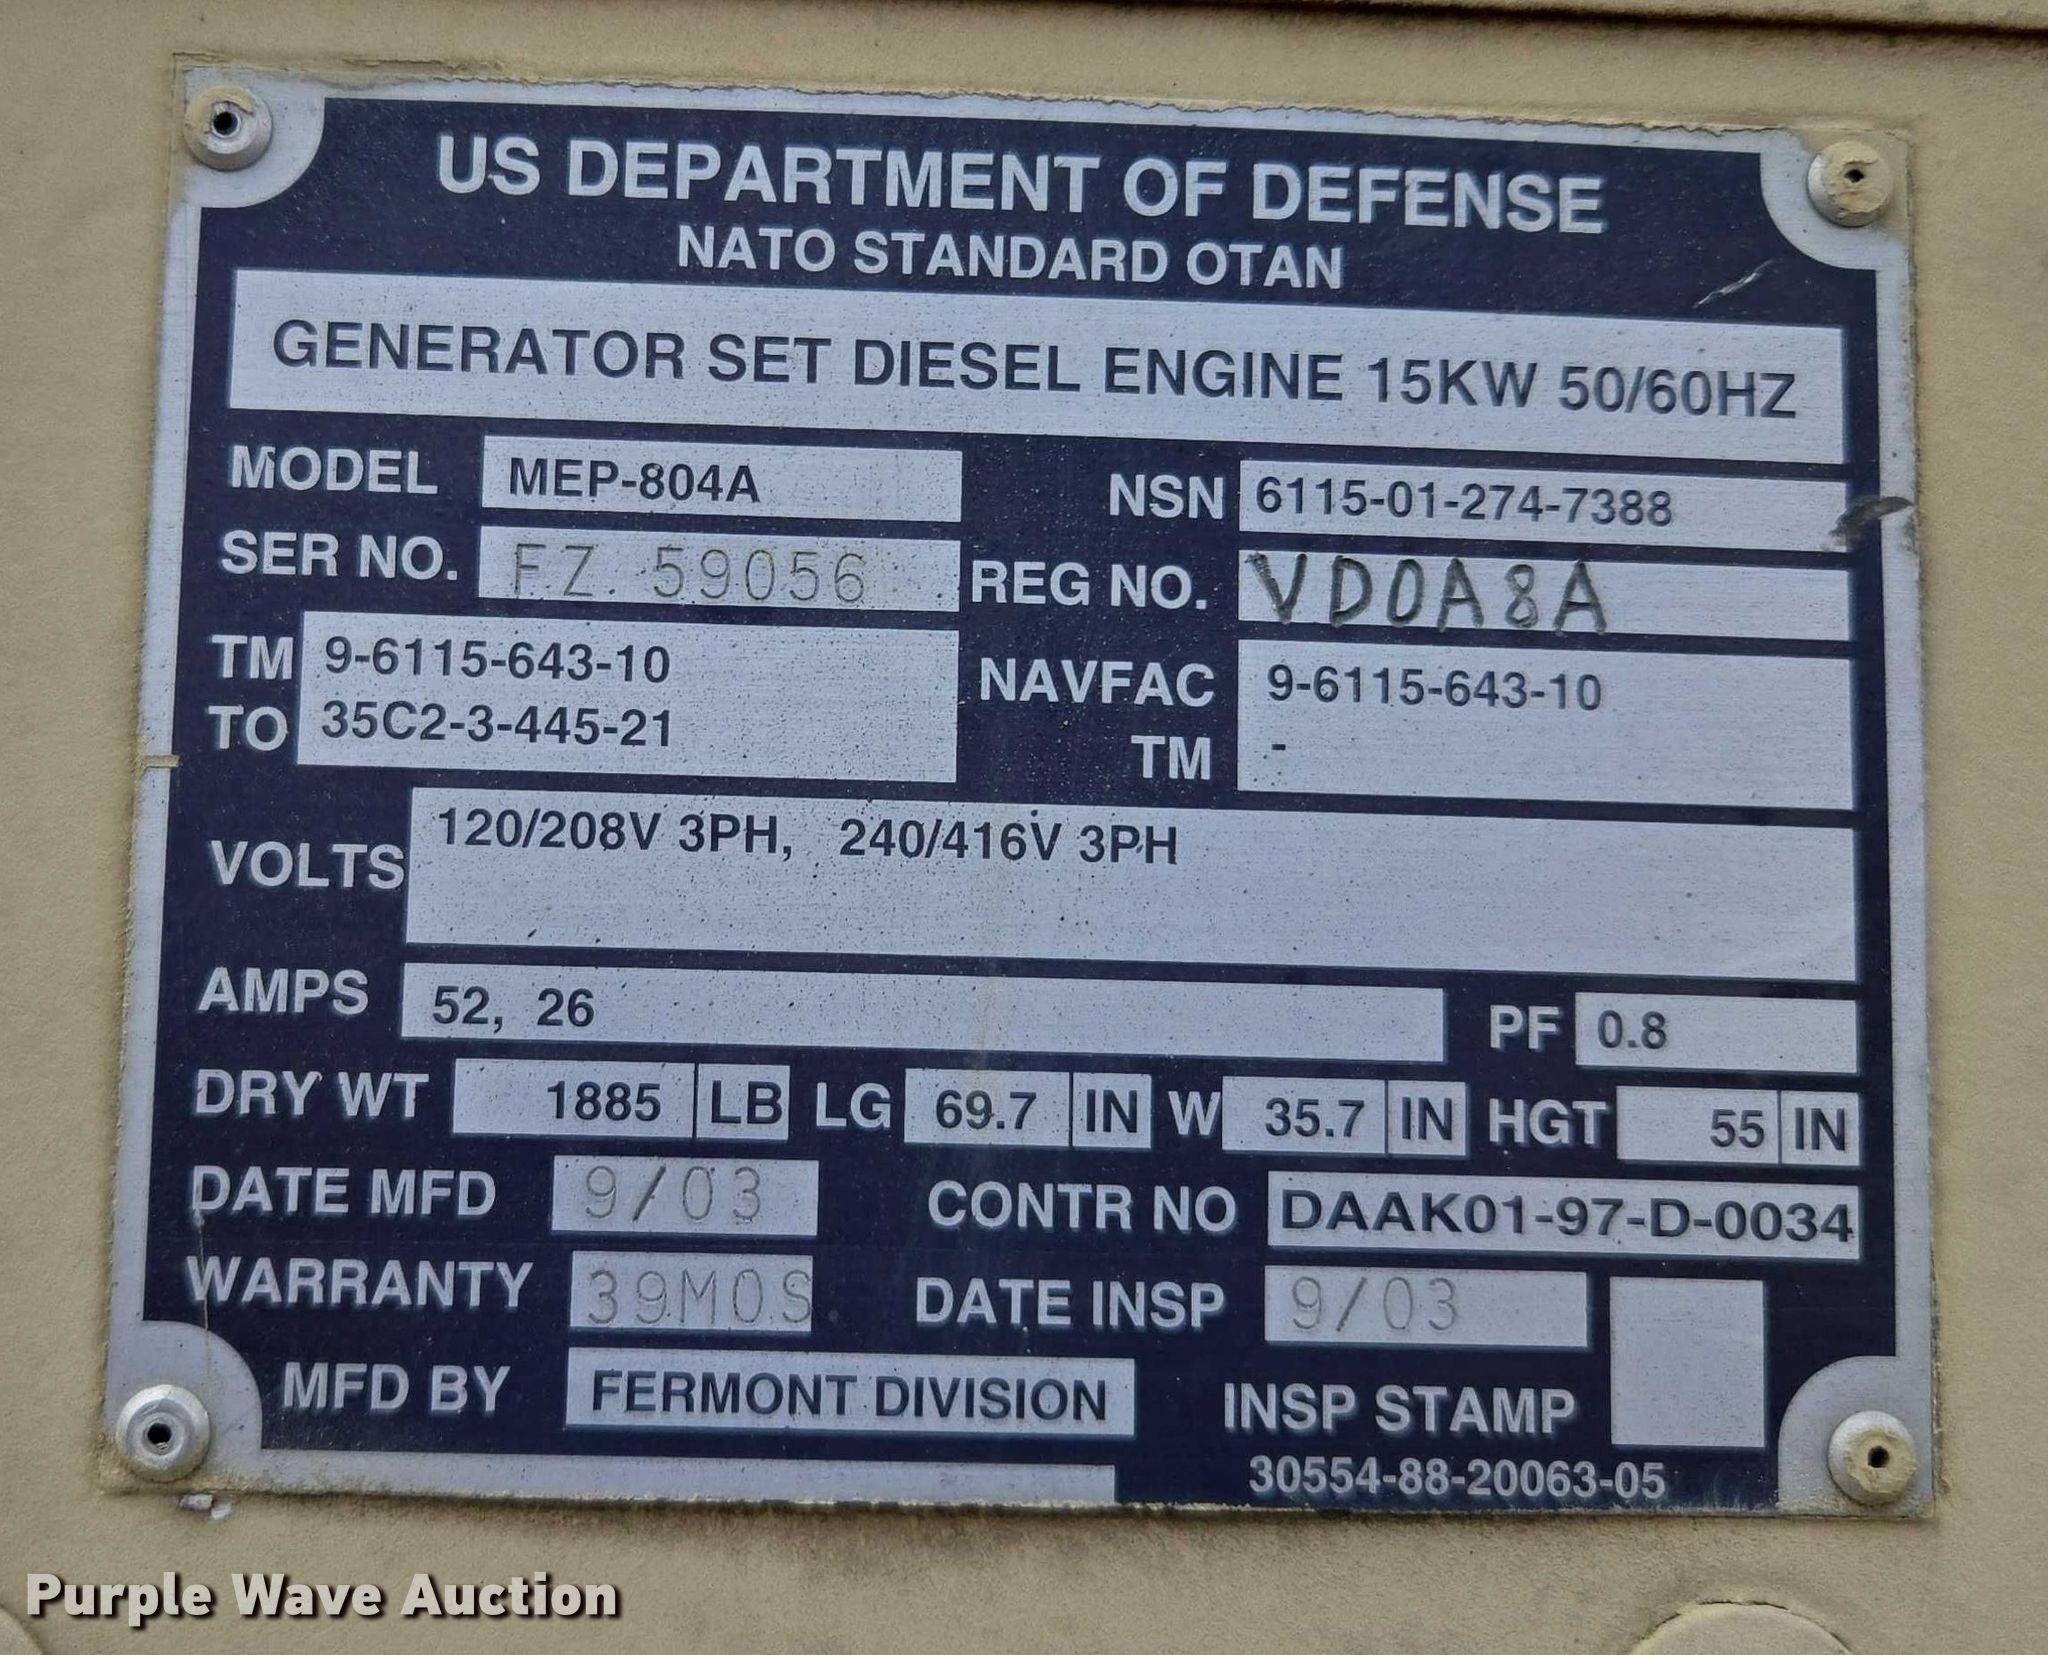 US DEPARTMENT OF DEFENSE
NATO STANDARD OTAN
GENERATOR SET DIESEL ENGINE 15KW 50/60HZ
MODEL MEP-804A NSN 6115-01-274-7388
SER NO. FZ 59056 REG NO. VD0A8A
TM 9-6115-643-10 NAVFAC 9-6115-643-10
TO 35C2-3-445-21 TM -
VOLTS 120/208V 3PH, 240/416V 3PH
AMPS 52, 26 PF 0.8
DRY WT 1885 LB LG 69.7 IN W 35.7 IN HGT 55 IN
DATE MFD 9/03 CONTR NO DAAK01-97-D-0034
WARRANTY 39MOS DATE INSP 9/03
MFD BY FERMONT DIVISION INSP STAMP
30554-88-20063-05
Purple Wave Auction